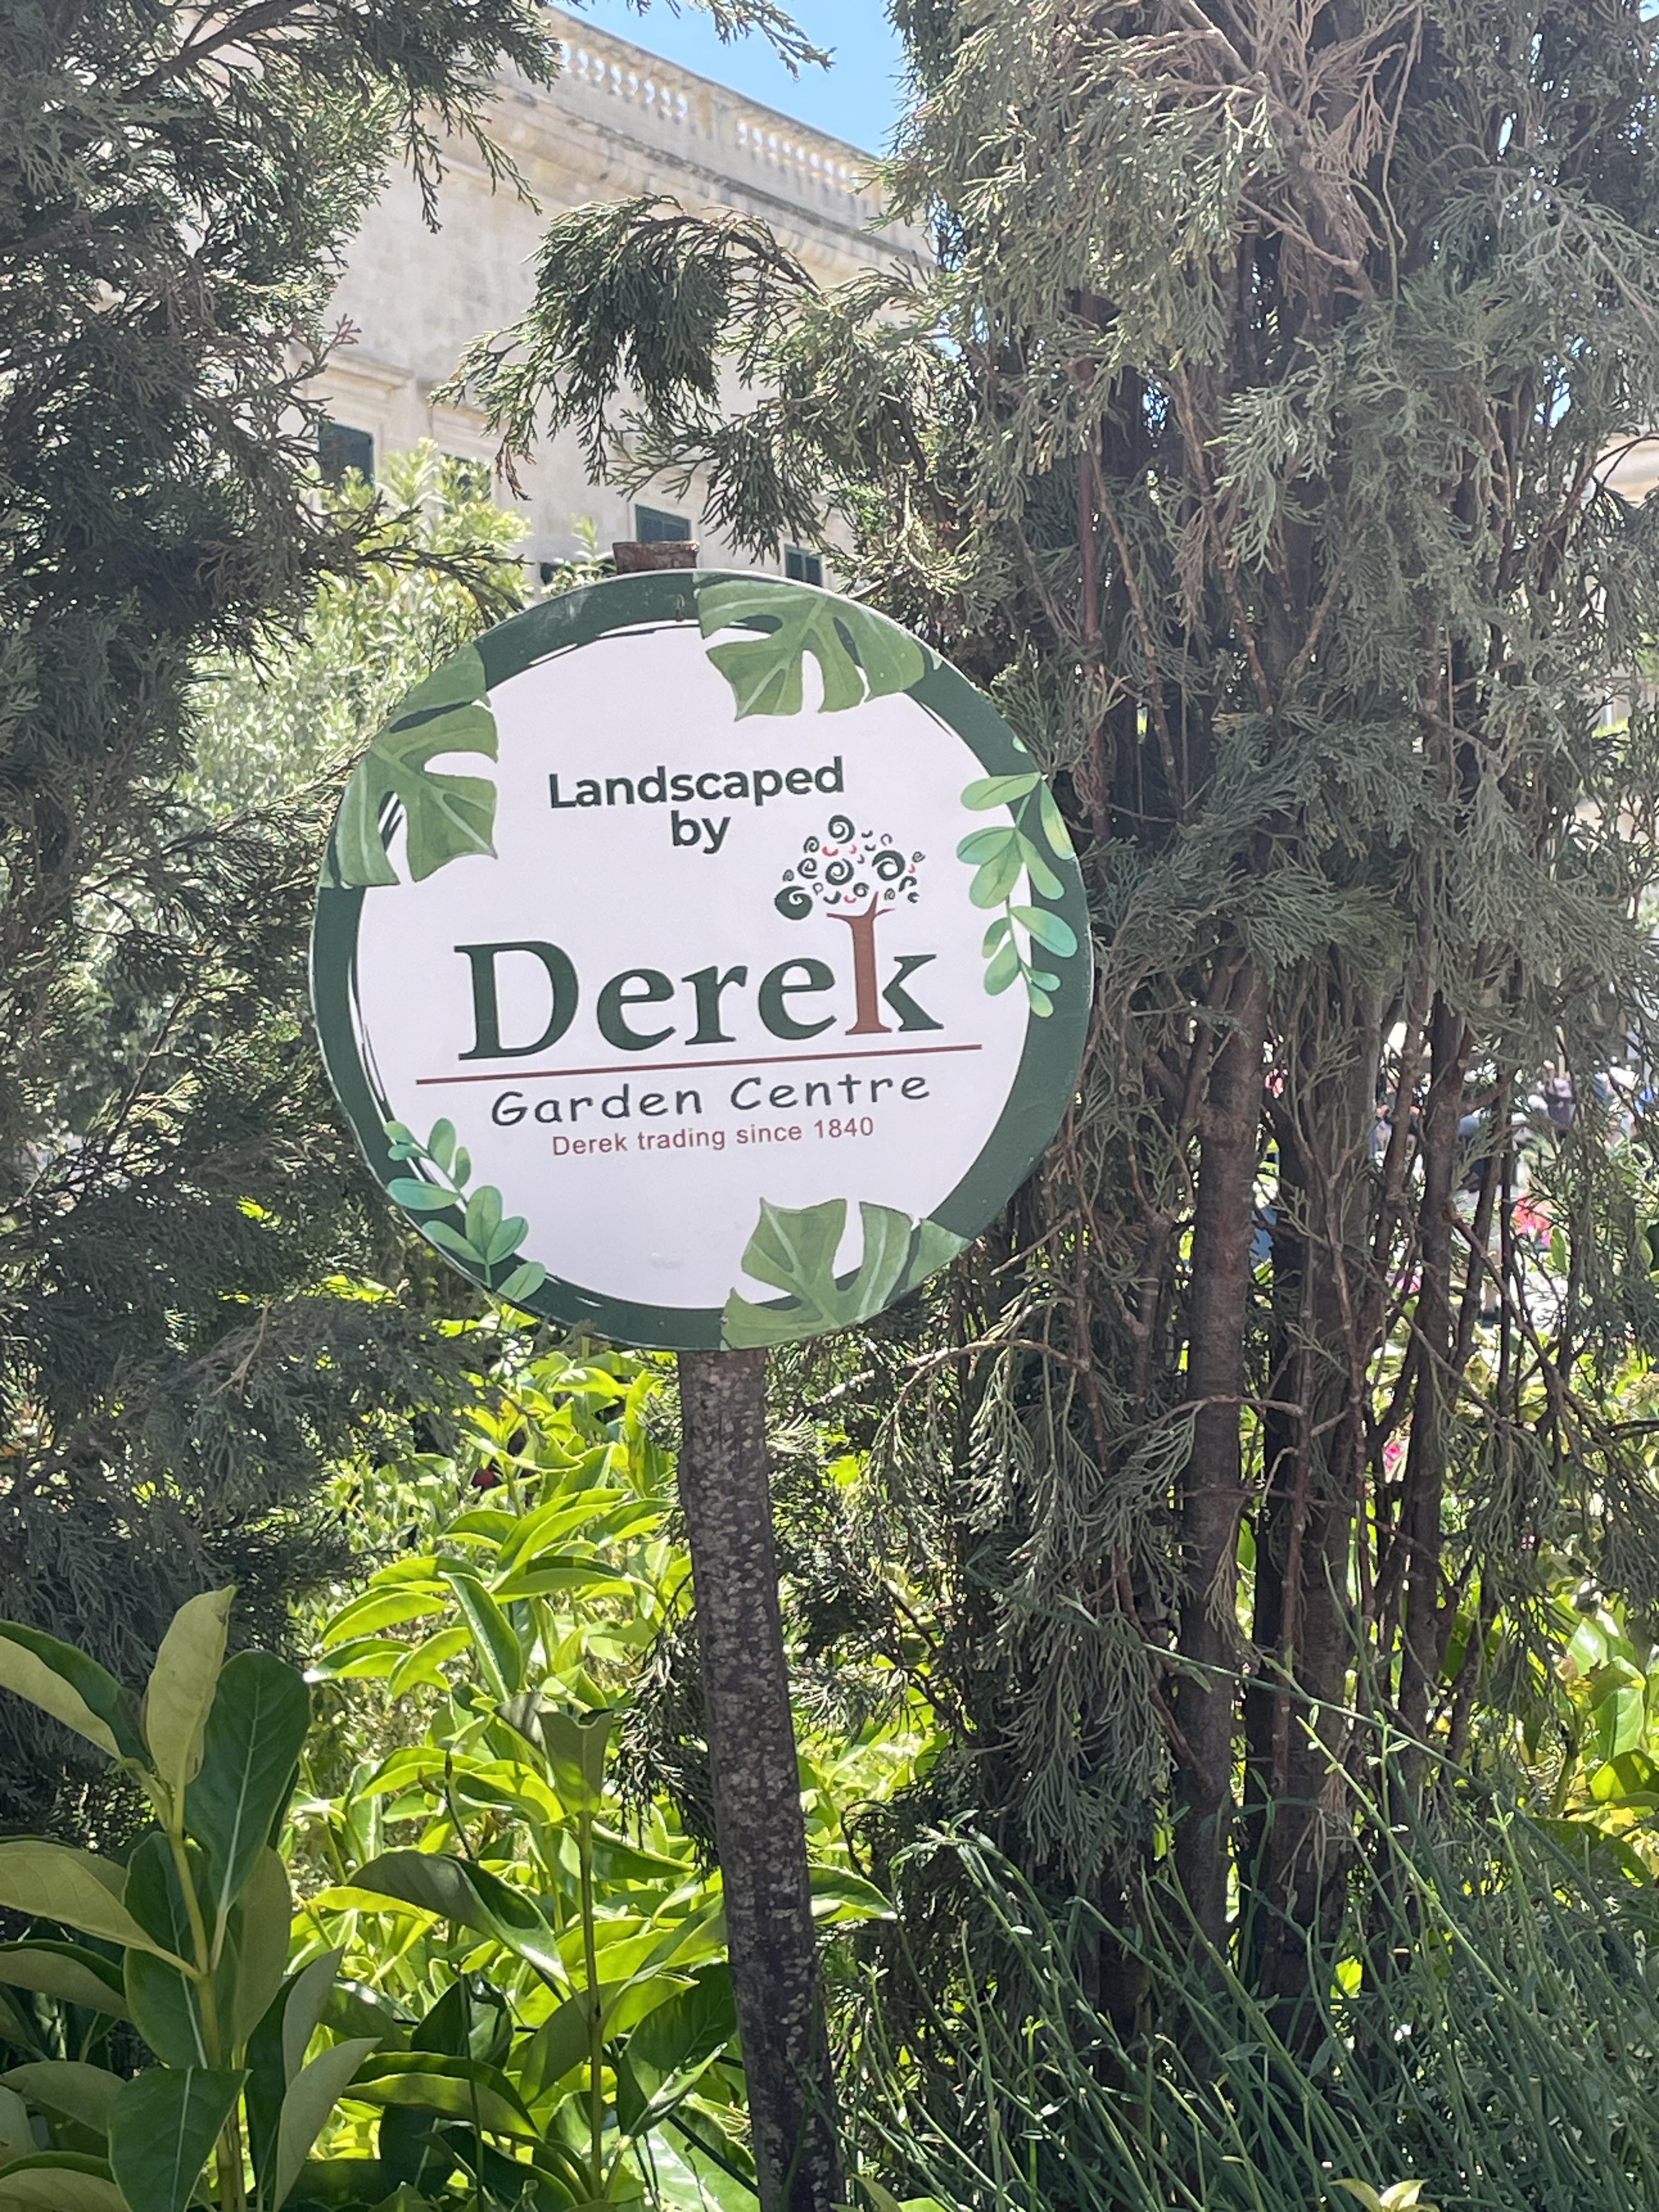 Landscaped
by
Derek
Garden Centre
Derek trading since 1840